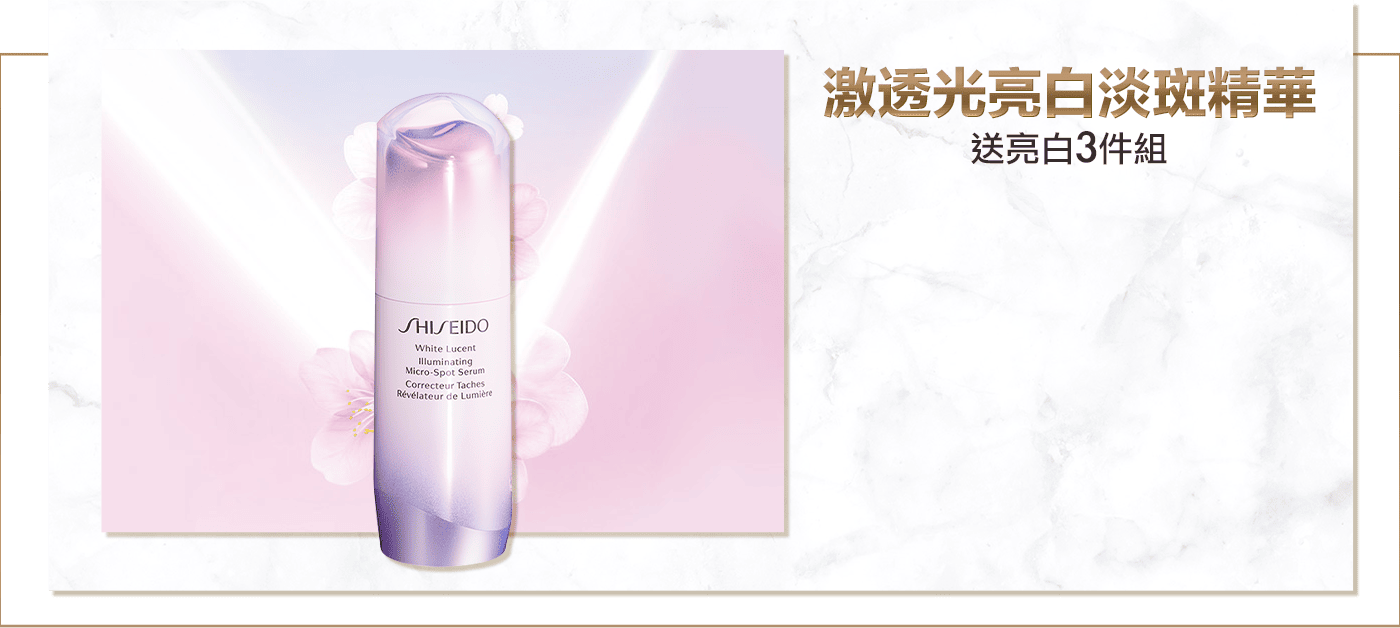 激透光亮白淡斑精華
送亮白3件組
SHISEIDO
White Lucent
Illuminating
Micro-Spot Serum
Correcteur Taches
Révélateur de Lumière